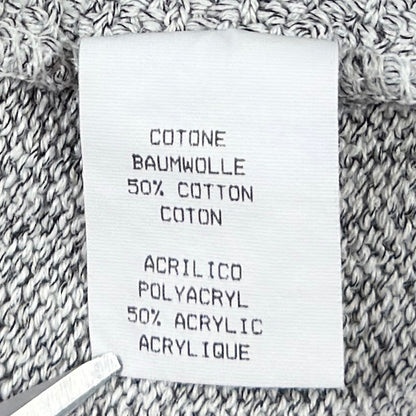 COTONE
BAUMWOLLE
50% COTTON
COTON
ACRILICO
POLYACRYL
50% ACRYLIC
ACRYLIQUE